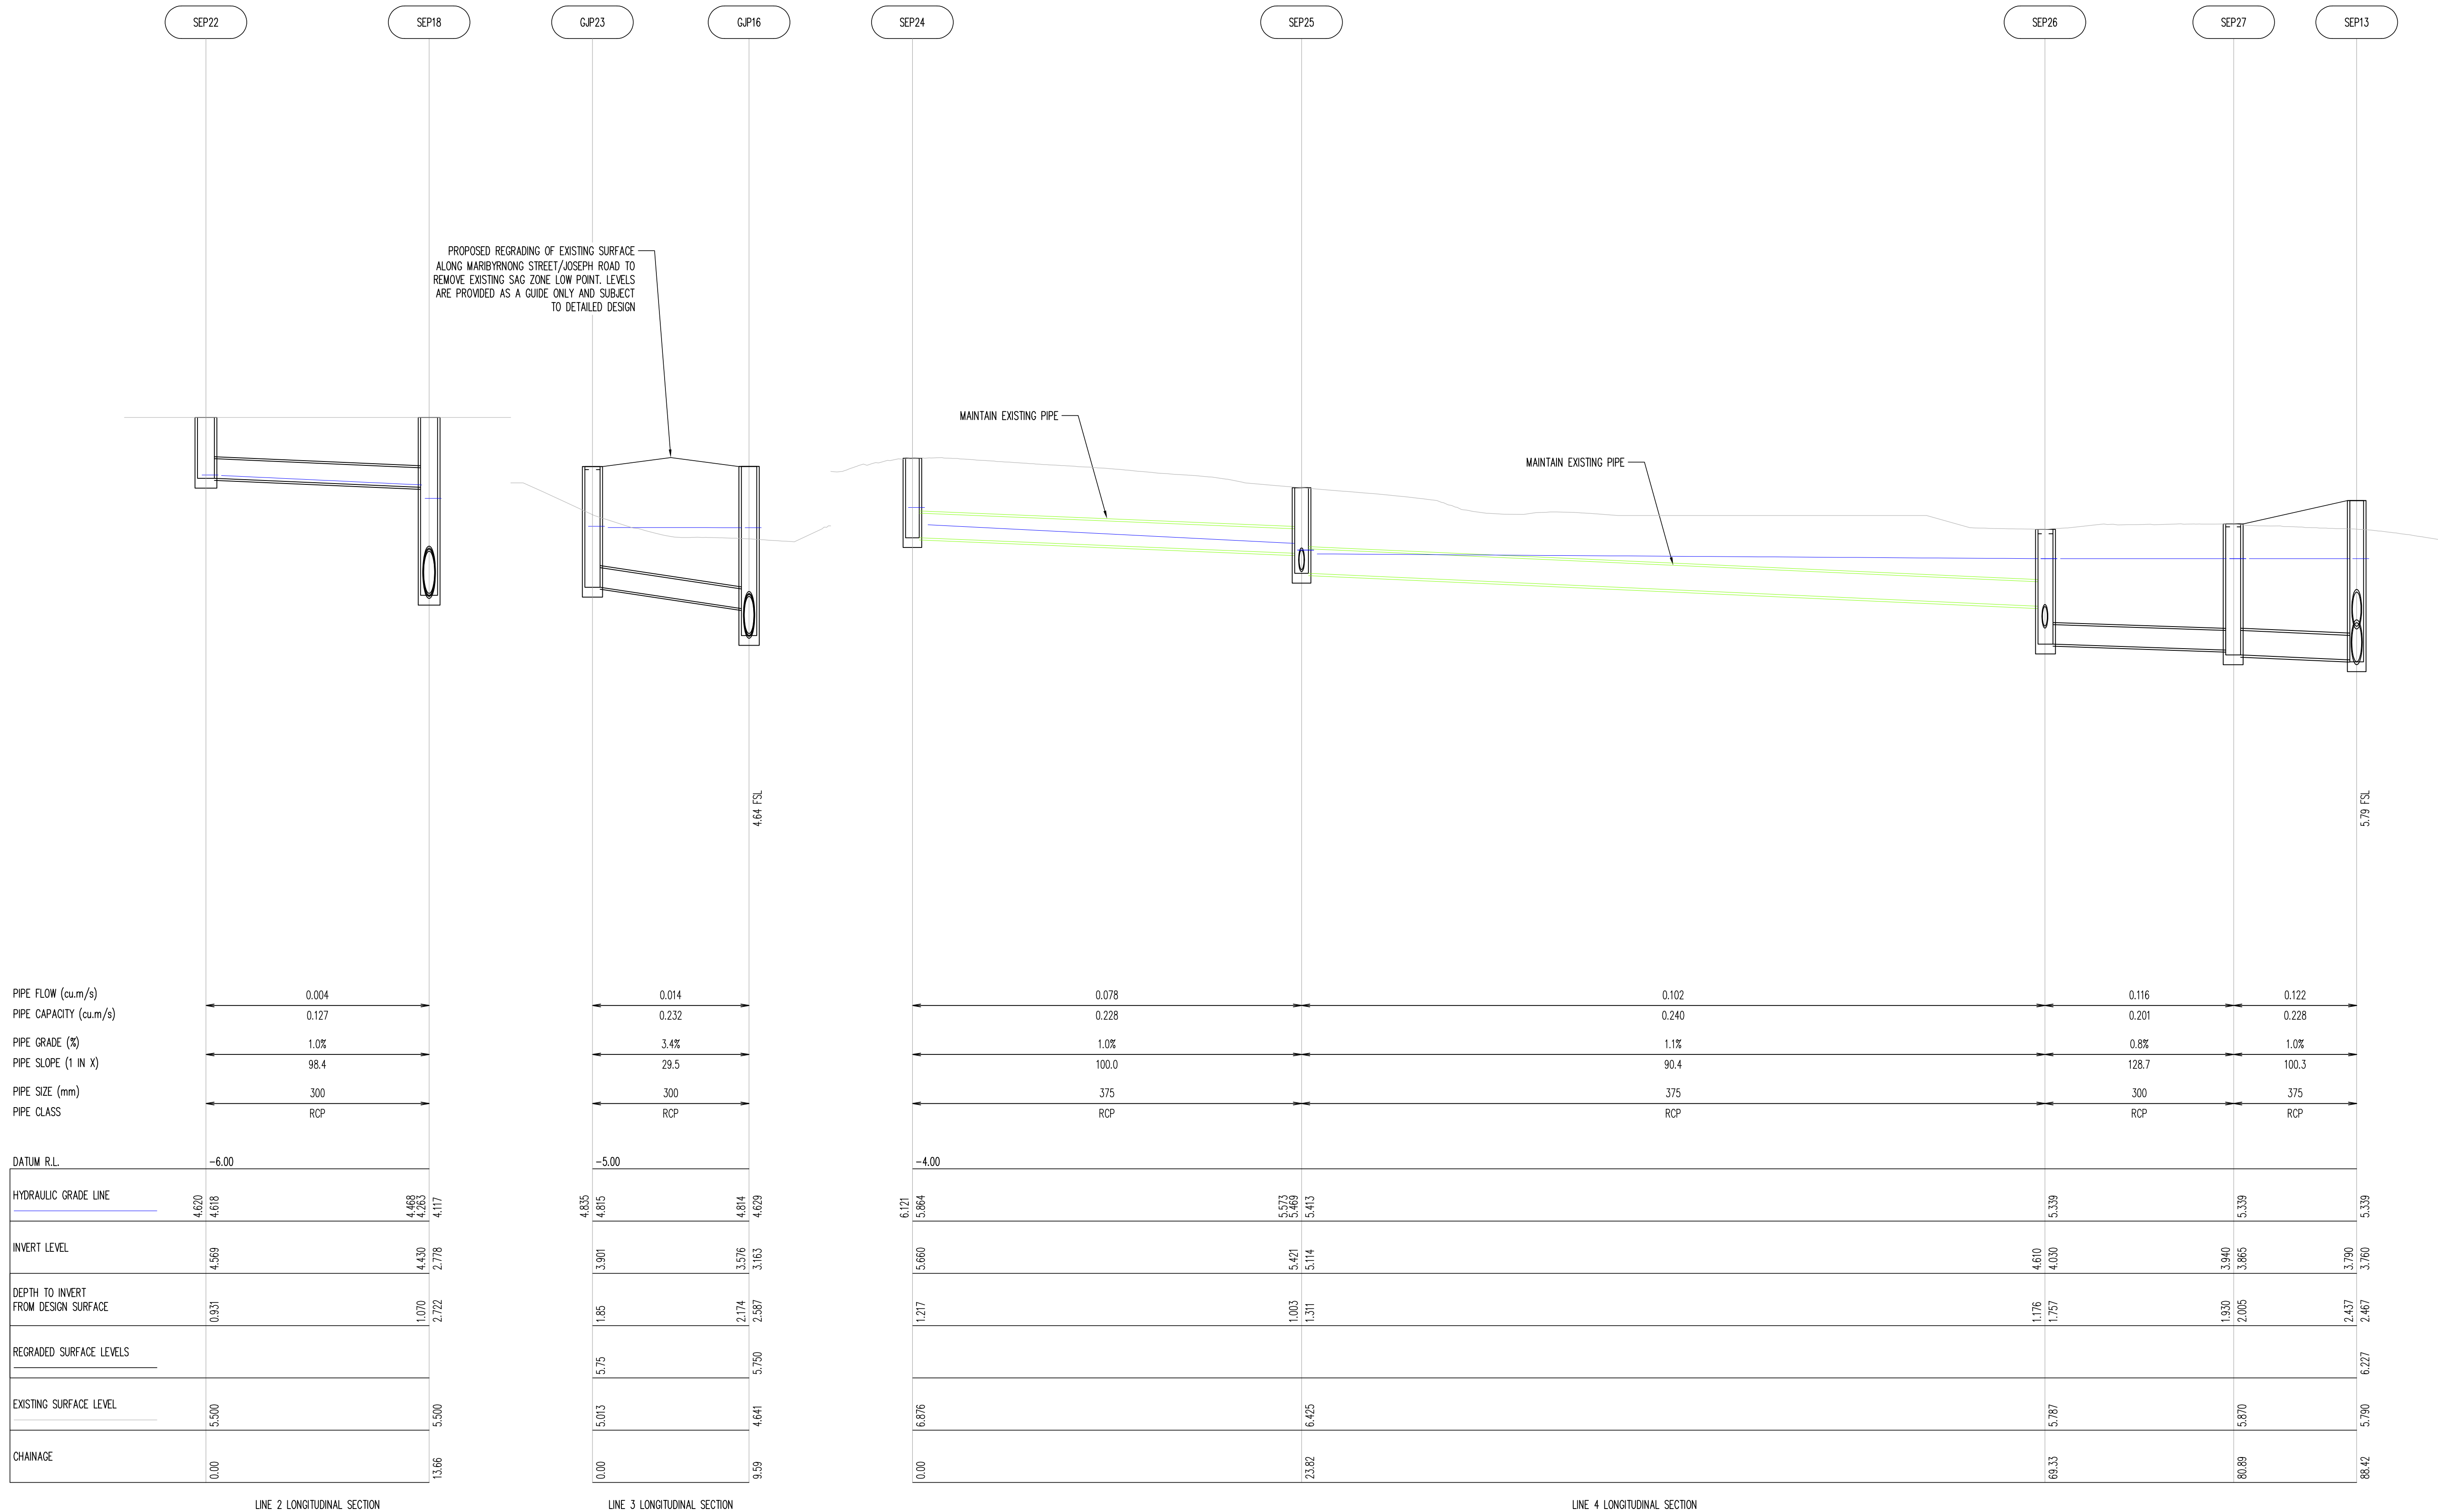 SEP22 SEP18 GJP23 GJP16 SEP24 SEP25 SEP26 SEP27 SEP13
PROPOSED REGRADING OF EXISTING SURFACE
ALONG MARIBYRNONG STREET/JOSEPH ROAD TO
REMOVE EXISTING SAG ZONE LOW POINT. LEVELS
ARE PROVIDED AS A GUIDE ONLY AND SUBJECT
TO DETAILED DESIGN
MAINTAIN EXISTING PIPE
MAINTAIN EXISTING PIPE
4.64 FSL
5.79 FSL
PIPE FLOW (cu.m/s) 0.004 0.014 0.078 0.102 0.116 0.122
PIPE CAPACITY (cu.m/s) 0.127 0.232 0.228 0.240 0.201 0.228
PIPE GRADE (%) 1.0% 3.4% 1.0% 1.1% 0.8% 1.0%
PIPE SLOPE (1 IN X) 98.4 29.5 100.0 90.4 128.7 100.3
PIPE SIZE (mm) 300 300 375 375 300 375
PIPE CLASS RCP RCP RCP RCP RCP RCP
DATUM R.L. -6.00 -5.00 -4.00
HYDRAULIC GRADE LINE 4.620 4.618 4.468 4.263 4.117 4.835 4.815 4.814 4.629 6.121 5.864 5.573 5.469 5.413 5.339 5.339 5.339
INVERT LEVEL 4.569 4.430 2.778 3.901 3.576 3.163 5.660 5.421 5.114 4.610 4.030 3.940 3.865 3.790 3.760
DEPTH TO INVERT
FROM DESIGN SURFACE 0.931 1.070 2.722 1.85 2.174 2.587 1.217 1.003 1.311 1.176 1.757 1.930 2.005 2.437 2.467
REGRADED SURFACE LEVELS 5.75 5.750 6.227
EXISTING SURFACE LEVEL 5.500 5.500 5.013 4.641 6.876 6.425 5.787 5.870 5.790
CHAINAGE 0.00 13.66 0.00 9.59 0.00 23.82 69.33 80.89 88.42
LINE 2 LONGITUDINAL SECTION LINE 3 LONGITUDINAL SECTION LINE 4 LONGITUDINAL SECTION